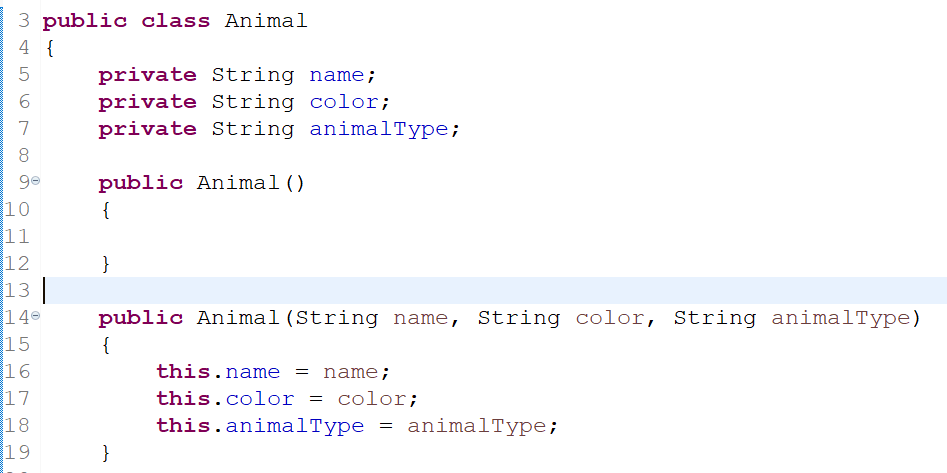 3 public class Animal
4 {
5 private String name;
6 private String color;
7 private String animalType;
8
9 public Animal()
10 {
11
12 }
13
14 public Animal(String name, String color, String animalType)
15 {
16 this.name = name;
17 this.color = color;
18 this.animalType = animalType;
19 }